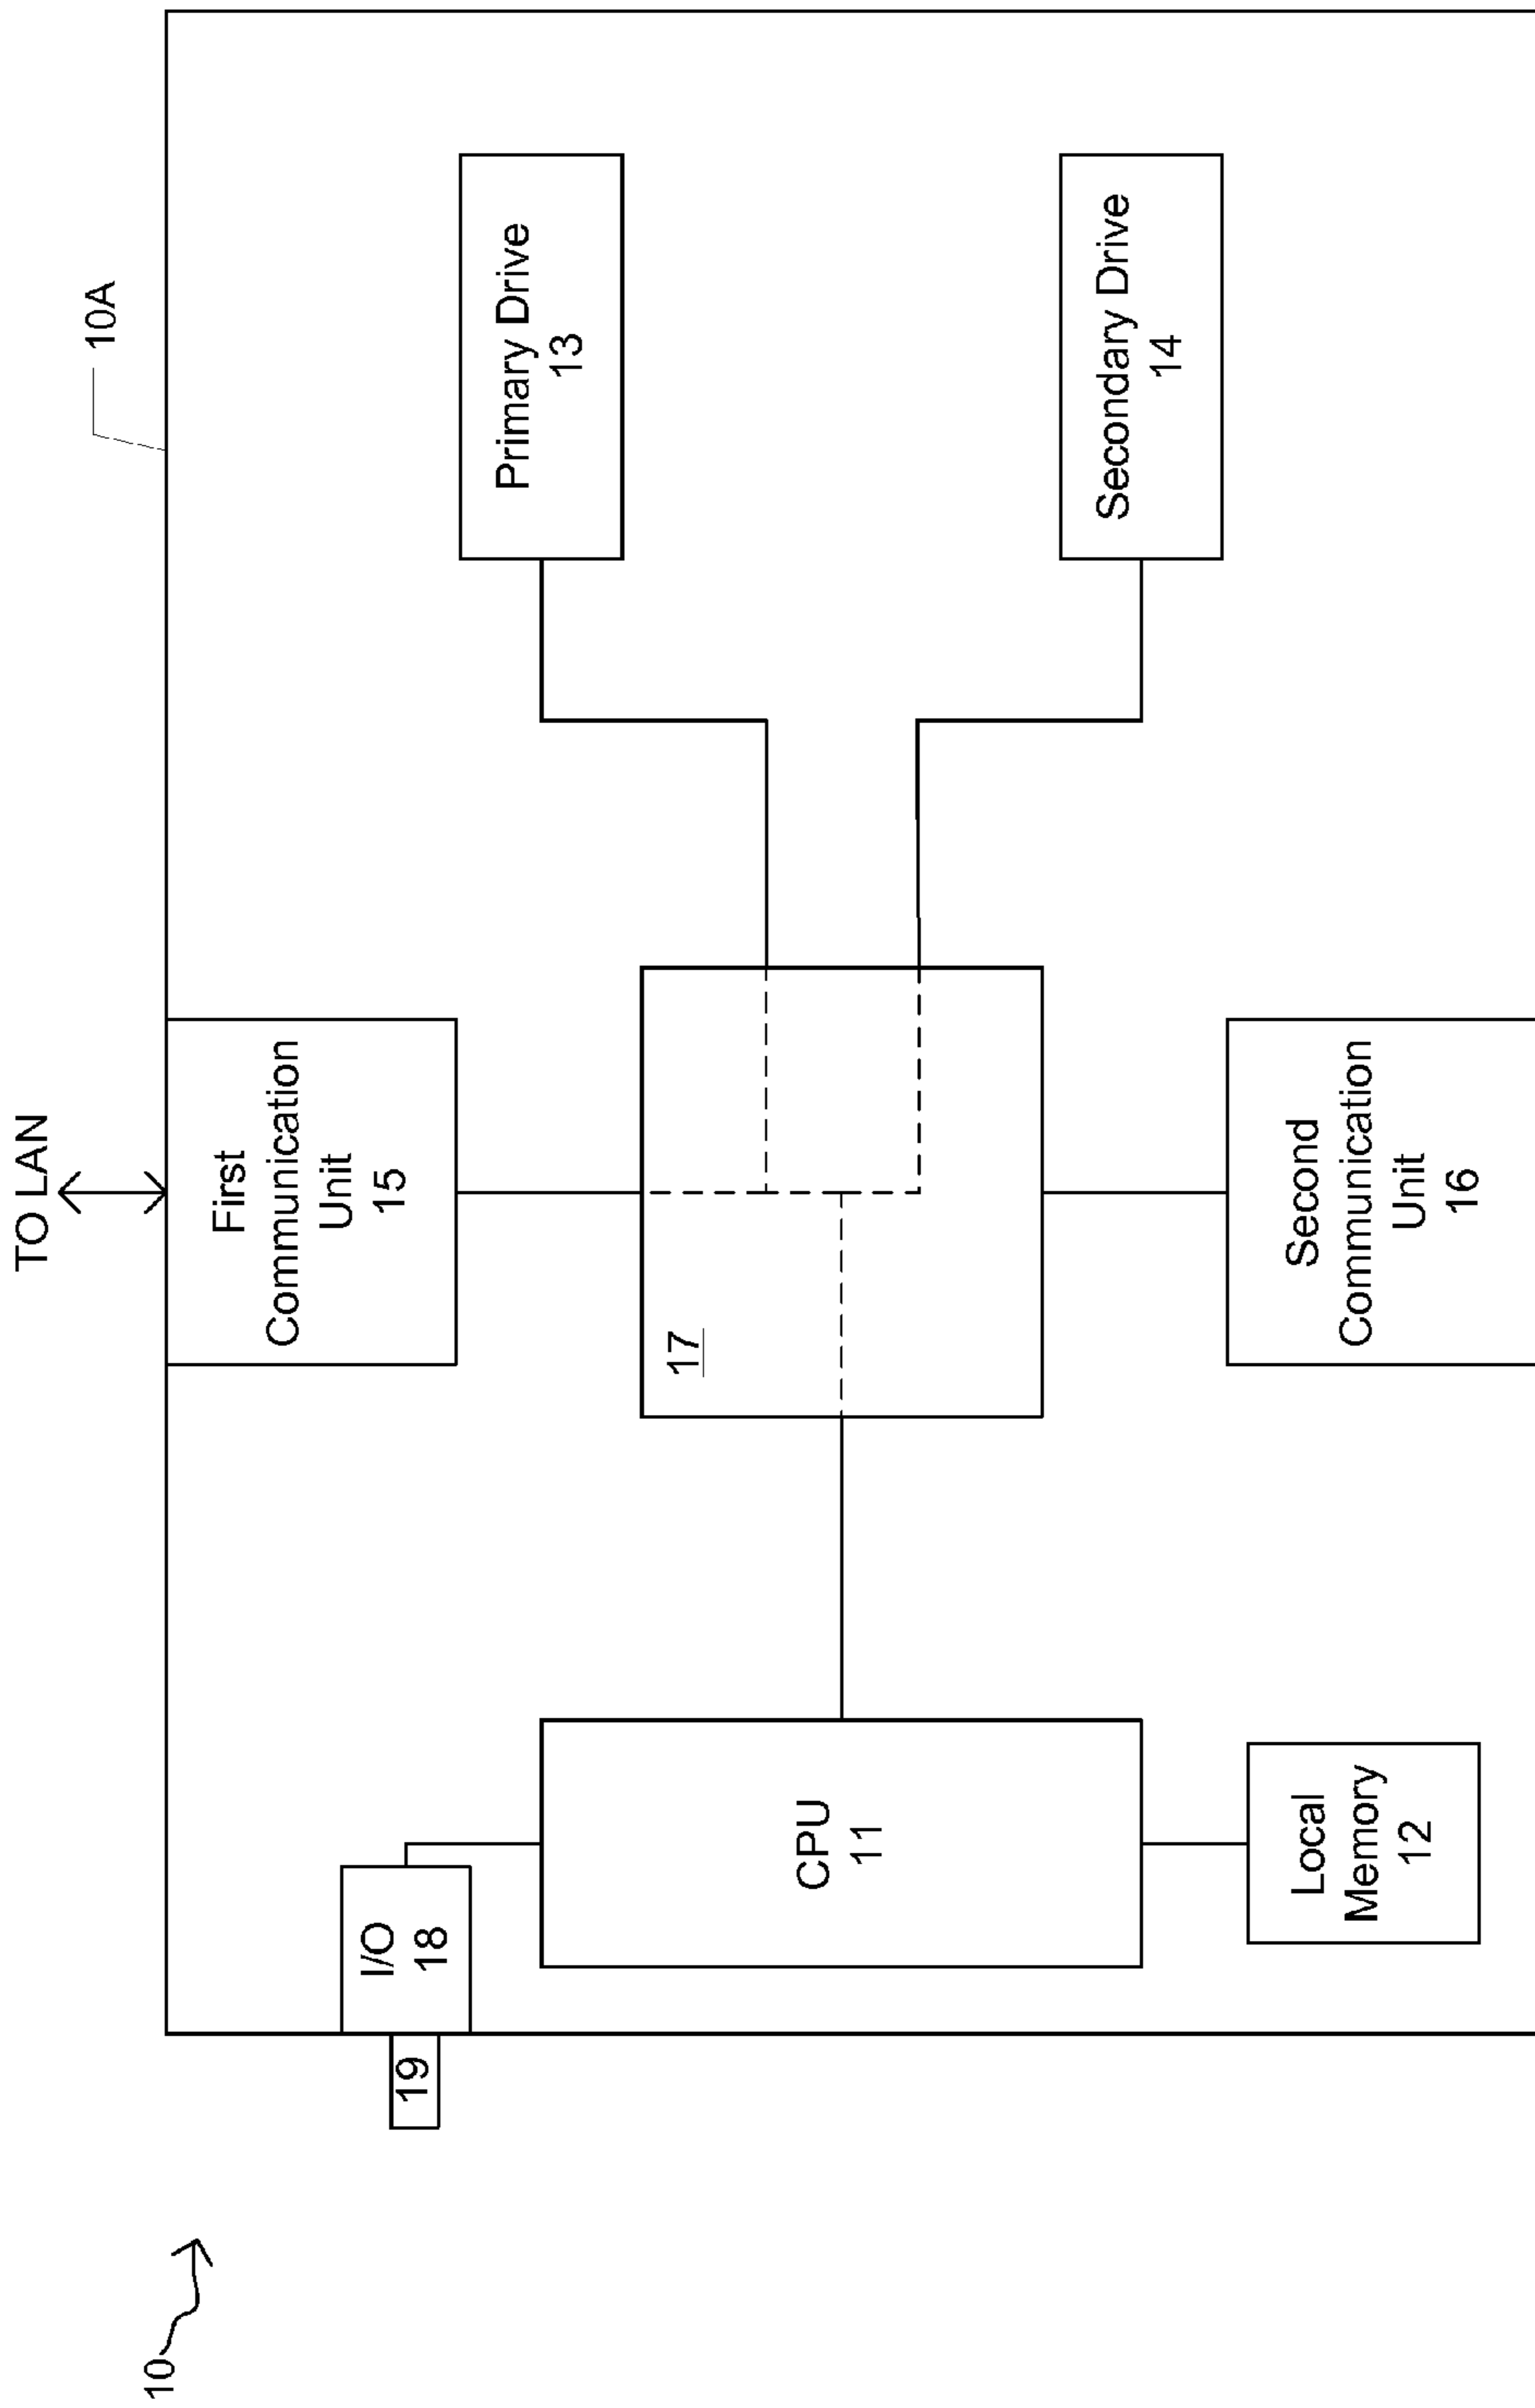 10
10A
TO LAN
First
Communication
Unit
15
I/O
18
19
Primary Drive
13
17
CPU
11
Secondary Drive
14
Local
Memory
12
Second
Communication
Unit
16